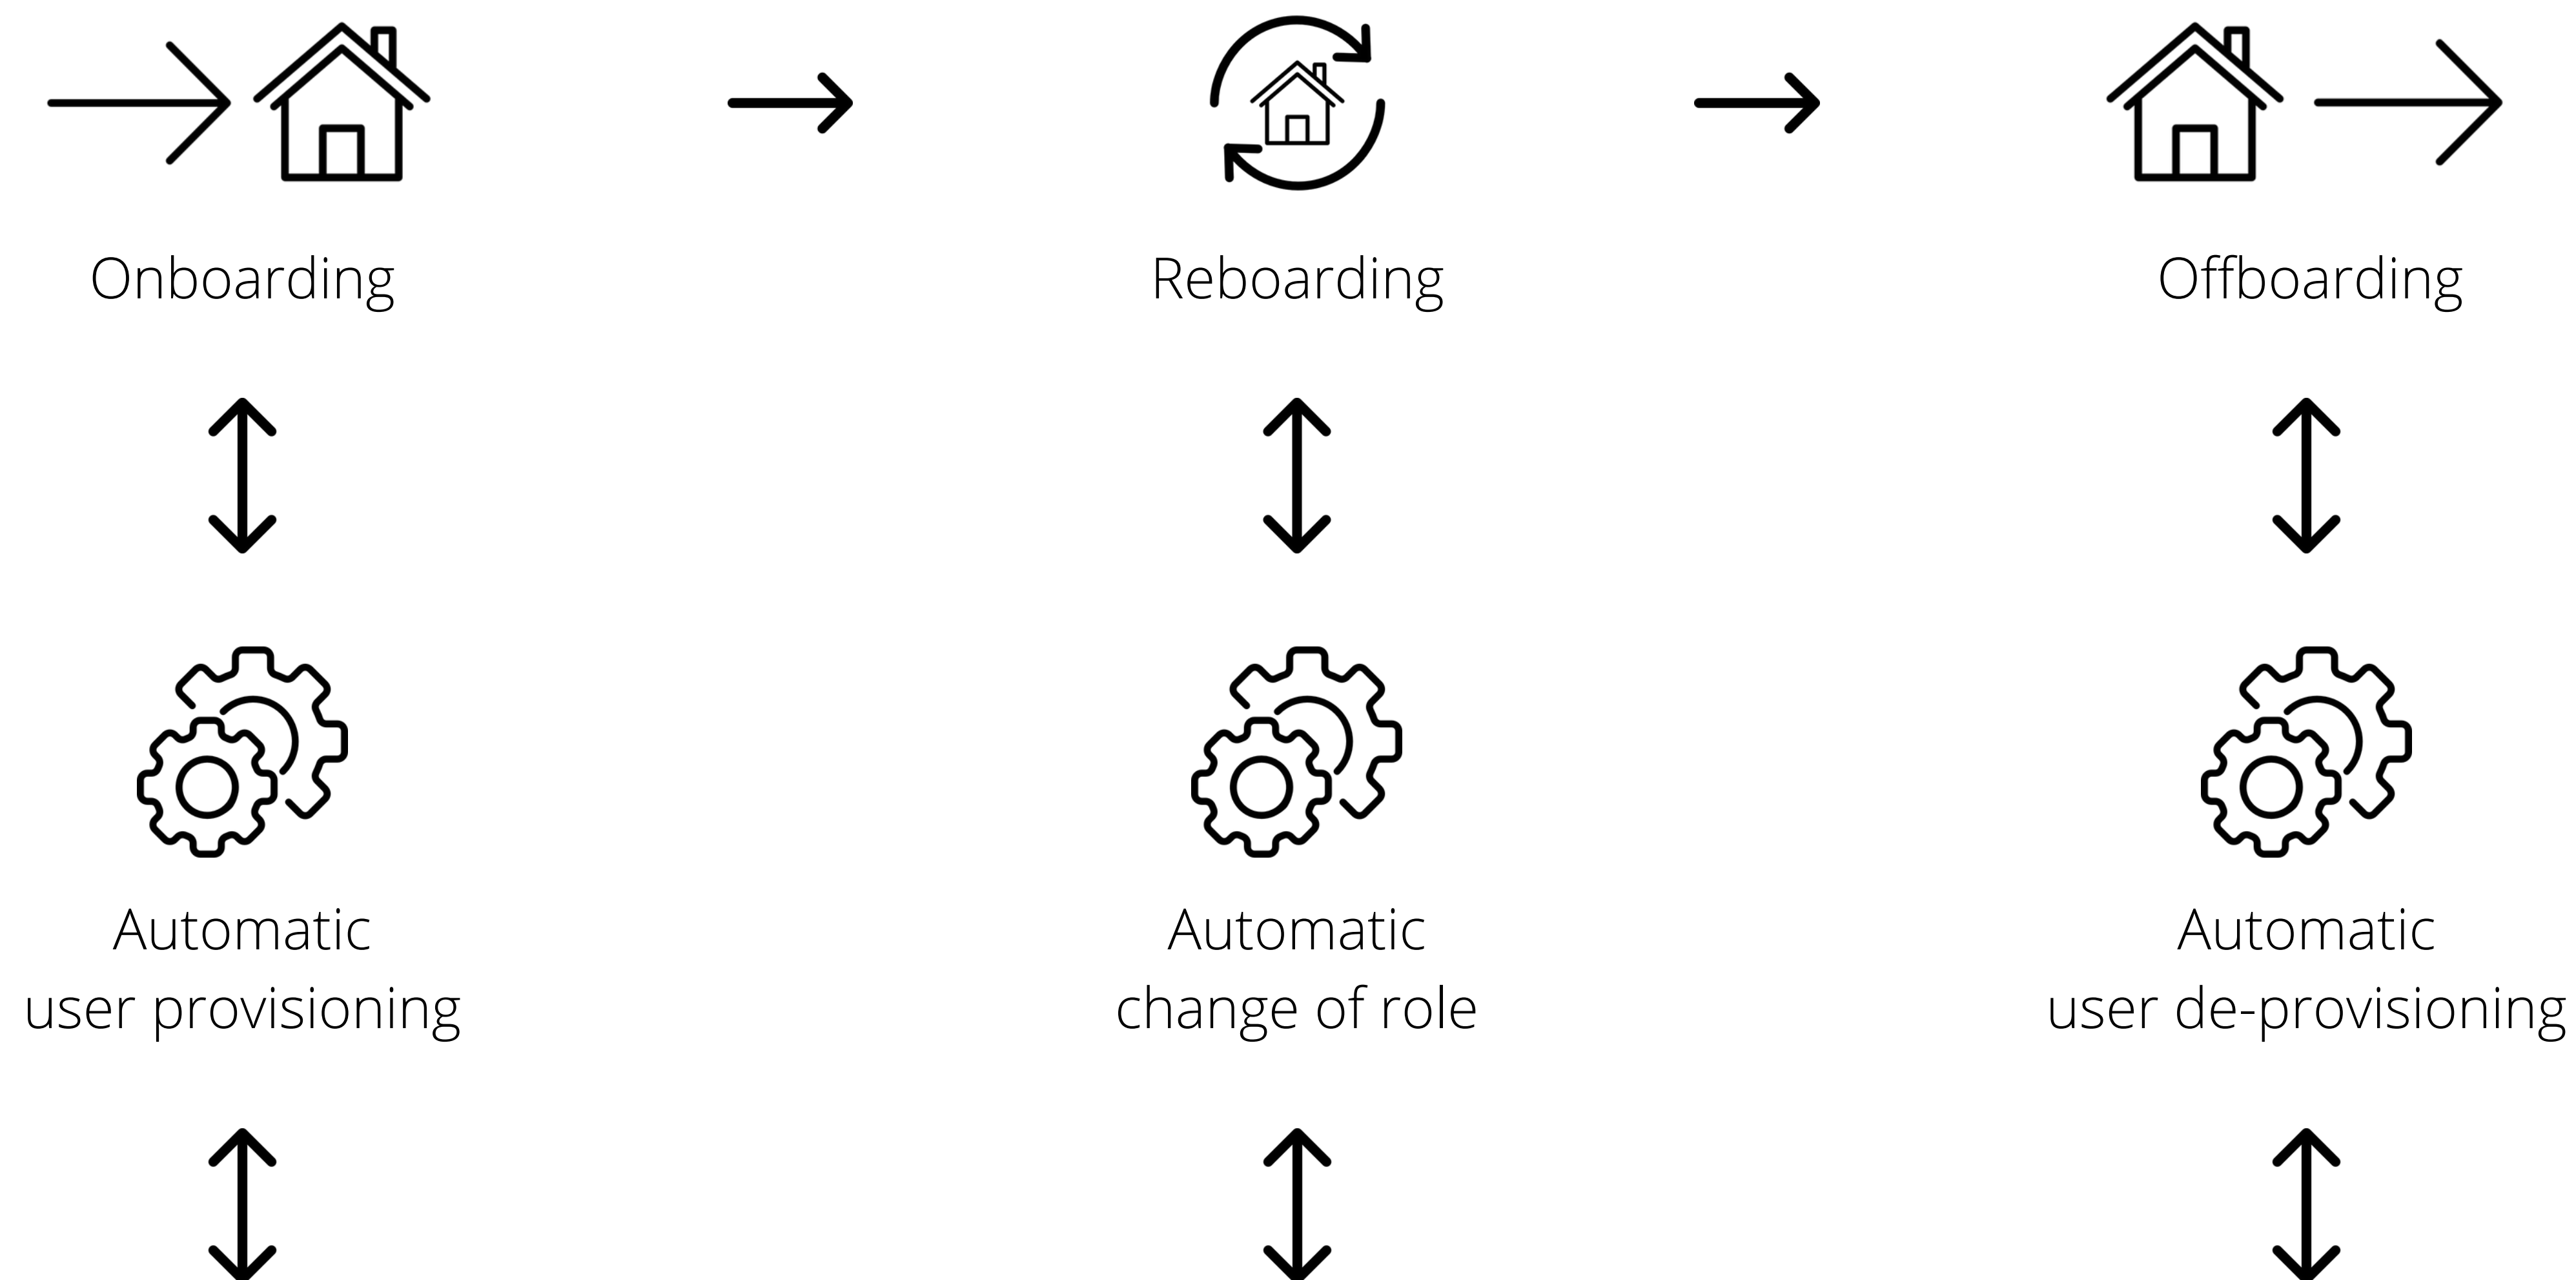 Onboarding
Reboarding
Offboarding
Automatic
user provisioning
Automatic
change of role
Automatic
user de-provisioning